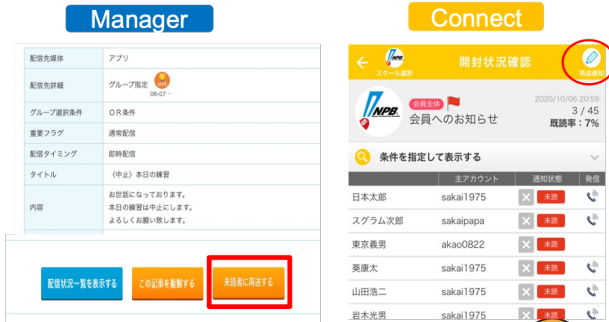 Manager
配信先媒体 アプリ
配信先詳細 グループ指定
06-07
グループ選択条件 OR条件
重要フラグ 通常配信
配信タイミング 即時配信
タイトル (中止) 本日の練習
内容 お世話になっております。
本日の練習は中止にします。
よろしくお願い致します。
配信状況一覧を表示する この記事を複製する 未読者に再送する
Connect
スクール選択 開封状況確認 再送通知
NPB 会員全体 2020/10/06 20:59
会員へのお知らせ 3 / 45
既読率:7%
条件を指定して表示する
主アカウント 通知状態 発信
日本太郎 sakai1975 未読
スグラム次郎 sakaipapa 未読
東京義男 akao0822 未読
葵康太 sakai1975 未読
山田浩二 sakai1975 未読
岩木光男 sakai1975 未読